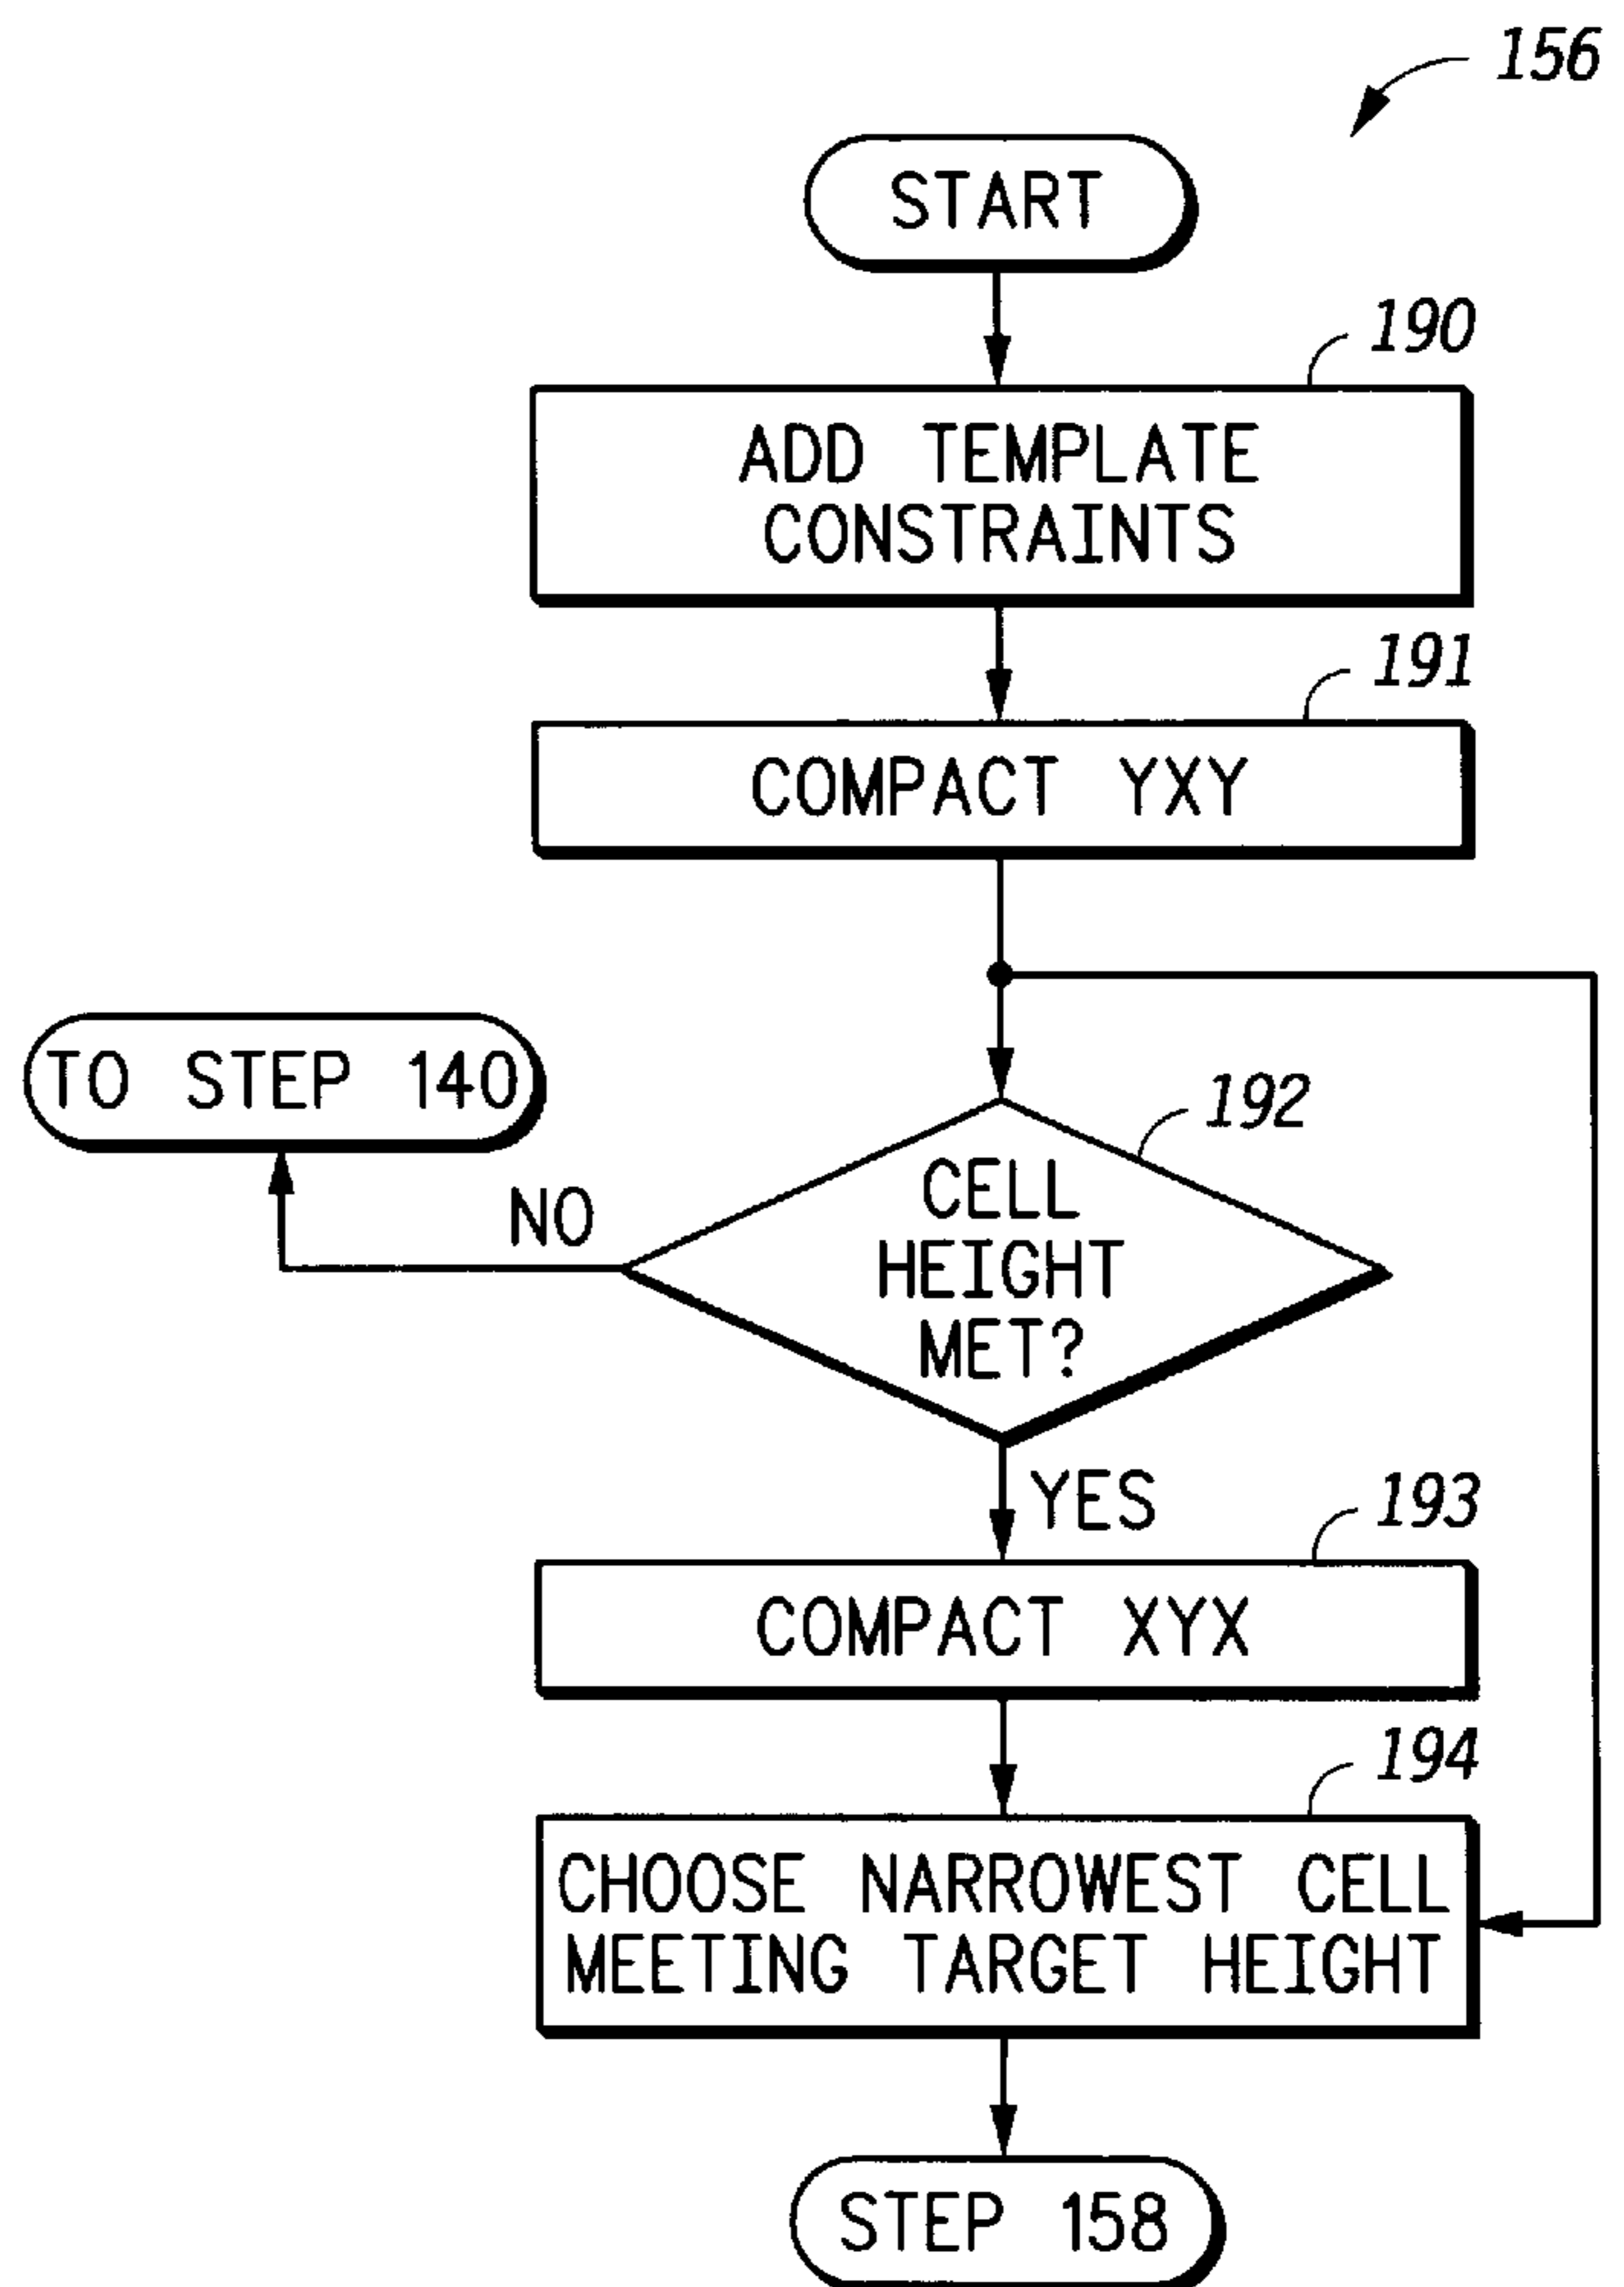 156
START
190
ADD TEMPLATE
CONSTRAINTS
191
COMPACT YXY
TO STEP 140
NO
192
CELL
HEIGHT
MET?
YES
193
COMPACT XYX
194
CHOOSE NARROWEST CELL
MEETING TARGET HEIGHT
STEP 158